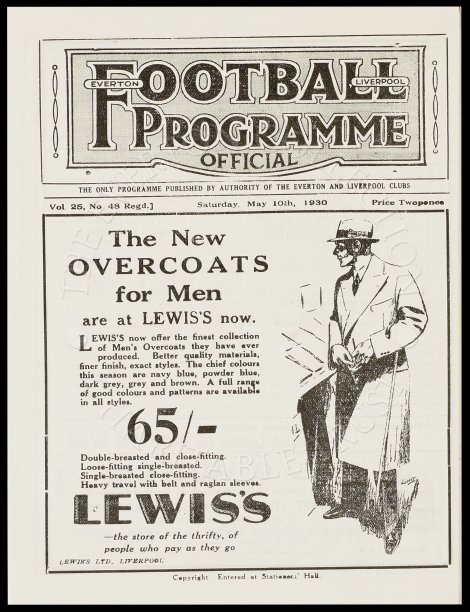 FOOTBALL
EVERTON
LIVERPOOL
PROGRAMME
OFFICIAL
THE ONLY PROGRAMME PUBLISHED BY AUTHORITY OF THE EVERTON AND LIVERPOOL CLUBS
Vol. 25, No. 48 Regd.] Saturday, May 10th, 1930 Price Twopence
The New
OVERCOATS
for Men
are at LEWIS'S now.
LEWIS'S now offer the finest collection
of Men's Overcoats they have ever
produced. Better quality materials,
finer finish, exact styles. The chief colours
this season are navy blue, powder blue,
dark grey, grey and brown. A full range
of good colours and patterns are available
in all styles.
65/-
Double-breasted and close-fitting.
Loose-fitting single-breasted.
Single-breasted close-fitting.
Heavy travel with belt and raglan sleeves.
LEWIS'S
—the store of the thrifty, of
people who pay as they go
LEWIS'S LTD., LIVERPOOL.
Copyright. Entered at Stationers' Hall.